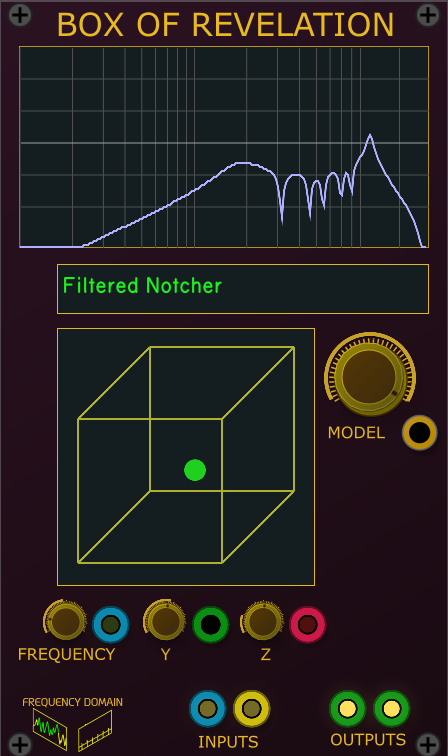 BOX OF REVELATION
Filtered Notcher
MODEL
FREQUENCY
Y
Z
FREQUENCY DOMAIN
INPUTS
OUTPUTS